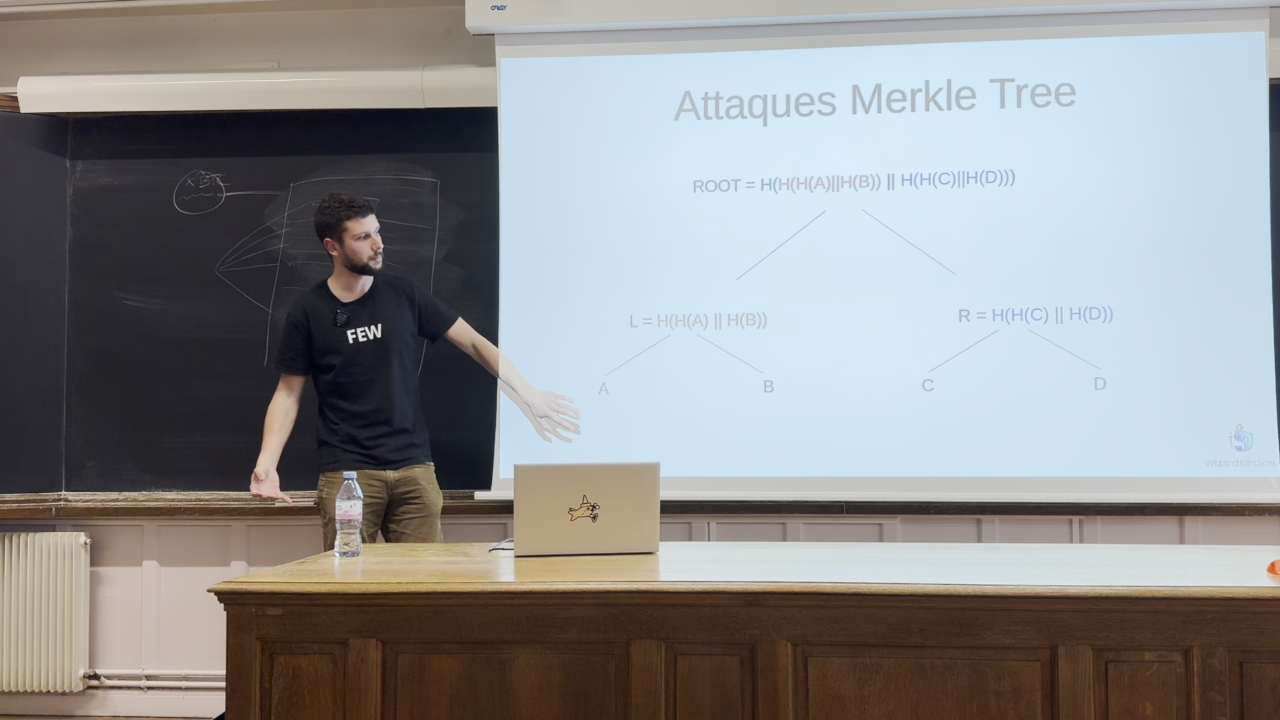 Attaques Merkle Tree
ROOT = H(H(H(A)||H(B)) || H(H(C)||H(D)))
L = H(H(A) || H(B))
R = H(H(C) || H(D))
A
B
C
D
FEW
wizardsardine